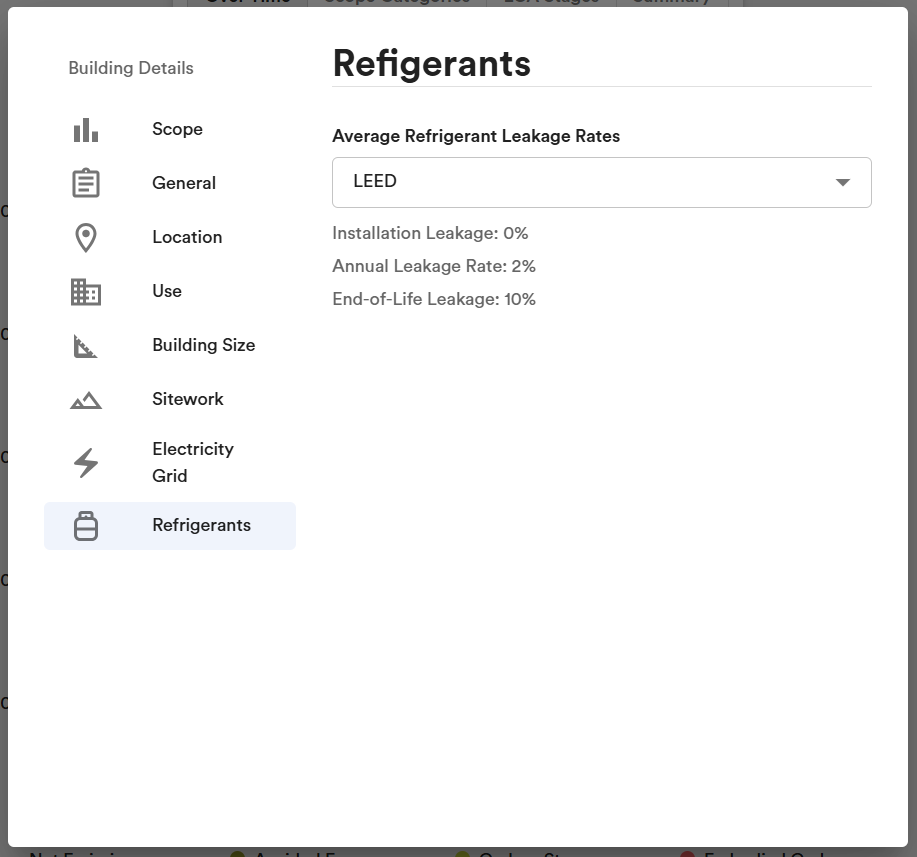 Building Details
Scope
General
Location
Use
Building Size
Sitework
Electricity
Grid
Refrigerants
Refigerants
Average Refrigerant Leakage Rates
LEED
Installation Leakage: 0%
Annual Leakage Rate: 2%
End-of-Life Leakage: 10%